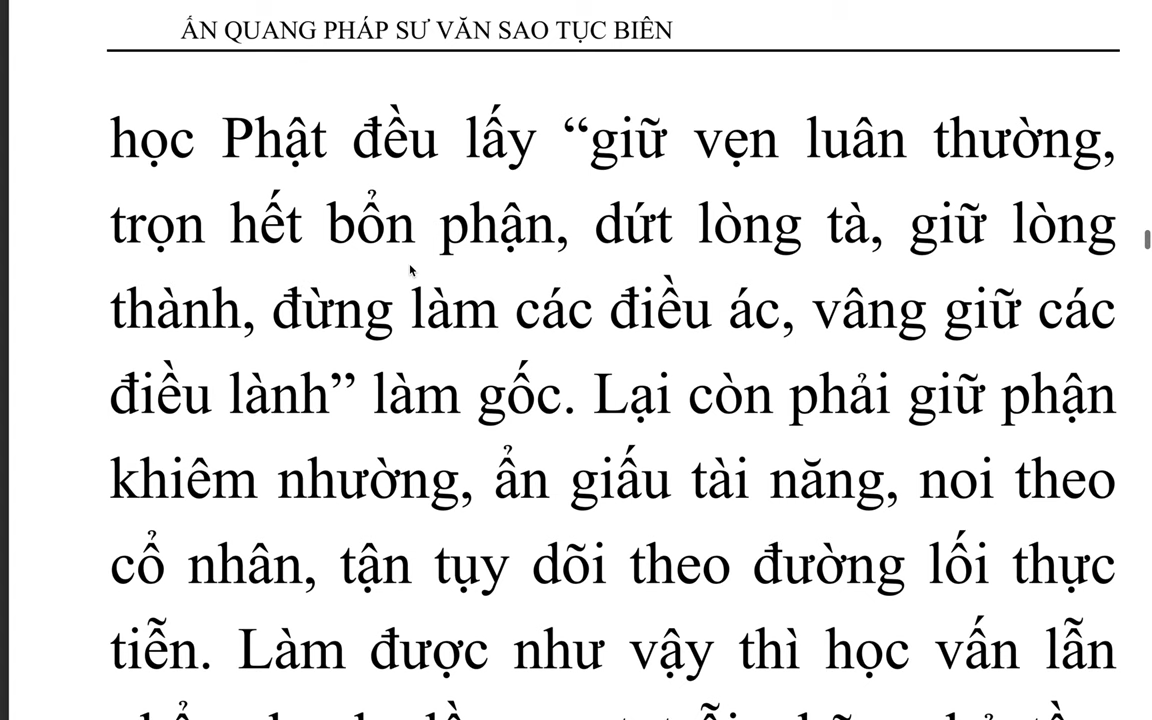 ẤN QUANG PHÁP SƯ VĂN SAO TỤC BIÊN
học Phật đều lấy “giữ vẹn luân thường,
trọn hết bổn phận, dứt lòng tà, giữ lòng
thành, đừng làm các điều ác, vâng giữ các
điều lành” làm gốc. Lại còn phải giữ phận
khiêm nhường, ẩn giấu tài năng, noi theo
cổ nhân, tận tụy dõi theo đường lối thực
tiễn. Làm được như vậy thì học vấn lẫn